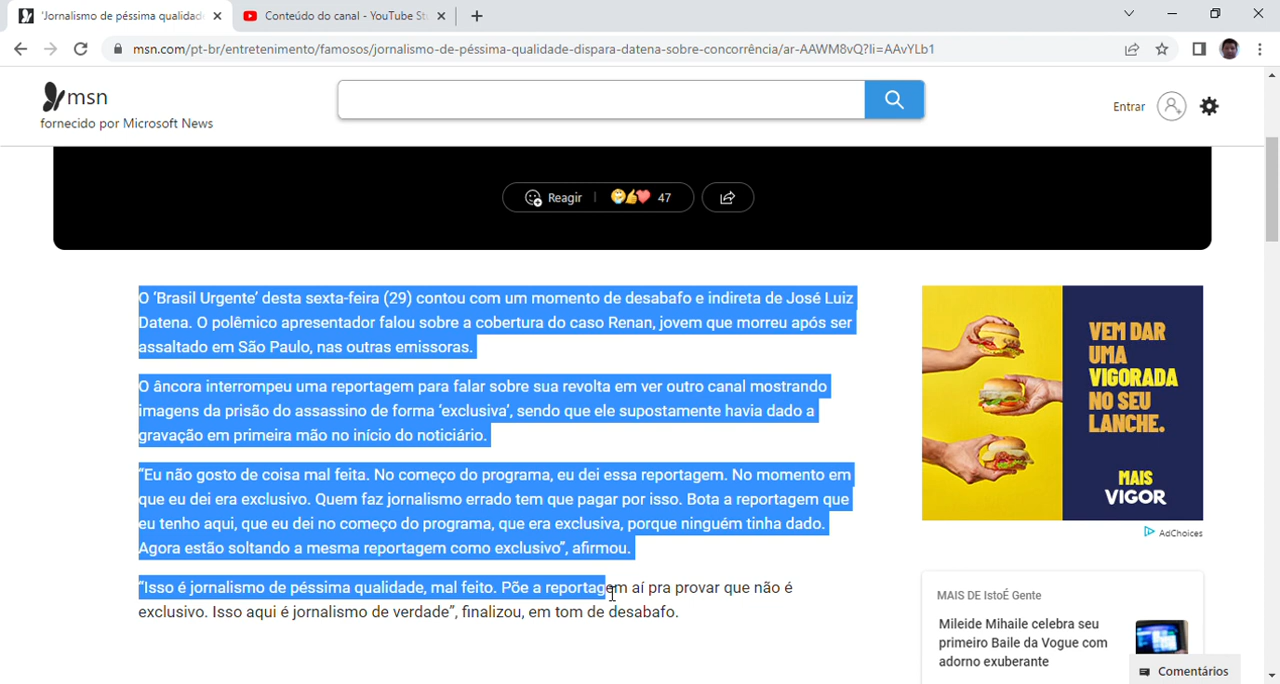 'Jornalismo de péssima qualidade
Conteúdo do canal - YouTube St
msn.com/pt-br/entretenimento/famosos/jornalismo-de-péssima-qualidade-dispara-datena-sobre-concorrência/ar-AAWM8vQ?li=AAvYLb1
msn
fornecido por Microsoft News
Entrar
Reagir
47
O ‘Brasil Urgente’ desta sexta-feira (29) contou com um momento de desabafo e indireta de José Luiz
Datena. O polêmico apresentador falou sobre a cobertura do caso Renan, jovem que morreu após ser
assaltado em São Paulo, nas outras emissoras.
O âncora interrompeu uma reportagem para falar sobre sua revolta em ver outro canal mostrando
imagens da prisão do assassino de forma ‘exclusiva’, sendo que ele supostamente havia dado a
gravação em primeira mão no início do noticiário.
“Eu não gosto de coisa mal feita. No começo do programa, eu dei essa reportagem. No momento em
que eu dei era exclusivo. Quem faz jornalismo errado tem que pagar por isso. Bota a reportagem que
eu tenho aqui, que eu dei no começo do programa, que era exclusiva, porque ninguém tinha dado.
Agora estão soltando a mesma reportagem como exclusivo”, afirmou.
“Isso é jornalismo de péssima qualidade, mal feito. Põe a reportagem aí pra provar que não é
exclusivo. Isso aqui é jornalismo de verdade”, finalizou, em tom de desabafo.
VEM DAR
UMA
VIGORADA
NO SEU
LANCHE.
MAIS
VIGOR
AdChoices
MAIS DE IstoÉ Gente
Mileide Mihaile celebra seu
primeiro Baile da Vogue com
adorno exuberante
Comentários